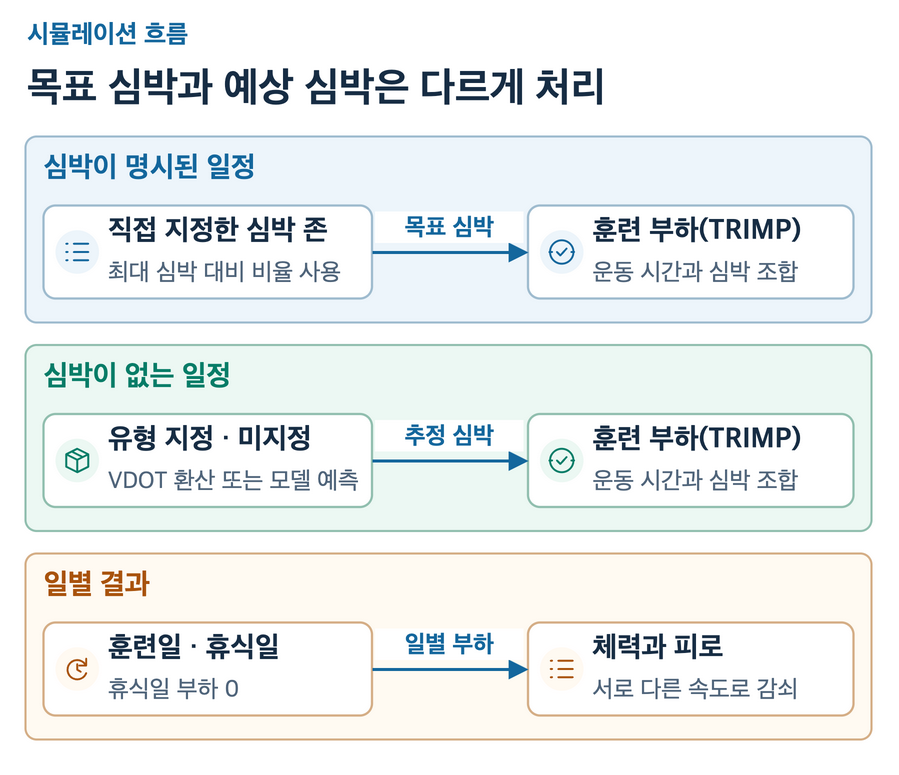 시뮬레이션 흐름
목표 심박과 예상 심박은 다르게 처리
심박이 명시된 일정
직접 지정한 심박 존
최대 심박 대비 비율 사용
목표 심박
훈련 부하(TRIMP)
운동 시간과 심박 조합
심박이 없는 일정
유형 지정 · 미지정
VDOT 환산 또는 모델 예측
추정 심박
훈련 부하(TRIMP)
운동 시간과 심박 조합
일별 결과
훈련일 · 휴식일
휴식일 부하 0
일별 부하
체력과 피로
서로 다른 속도로 감쇠